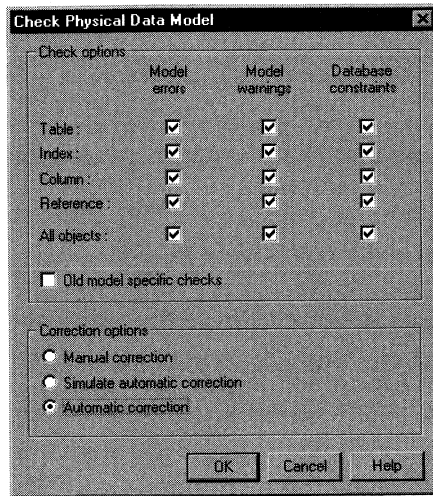 Check Physical Data Model
Check options
Model errors
Model warnings
Database constraints
Table :
Index :
Column :
Reference :
All objects :
Old model specific checks
Correction options
Manual correction
Simulate automatic correction
Automatic correction
OK Cancel Help